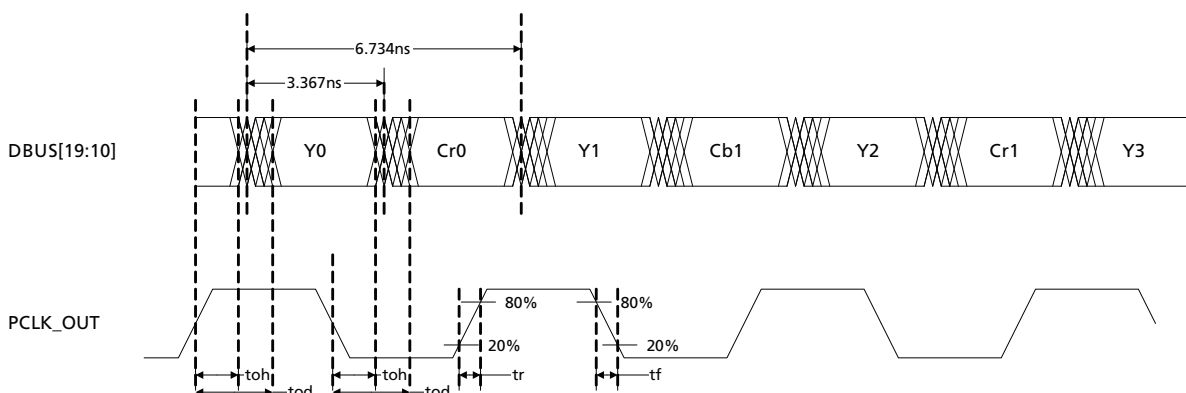 6.734ns
3.367ns
DBUS[19:10] Y0 Cr0 Y1 Cb1 Y2 Cr1 Y3
80% 80%
PCLK_OUT
20% 20%
toh toh tr tf
tod tod